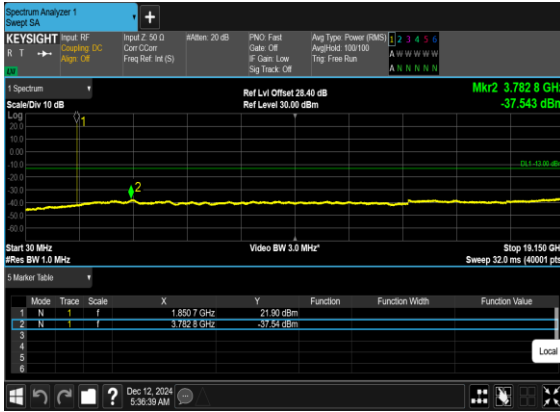 Spectrum Analyzer 1
Swept SA
+
KEYSIGHT Input: RF Input Z: 50 Ω #Atten: 20 dB PNO: Fast Avg Type: Power (RMS) 1 2 3 4 5 6
R T Coupling: DC Corr CCorr Gate: Off Avg|Hold: 100/100 A W W W W W
Align: Off Freq Ref: Int (S) IF Gain: Low Trig: Free Run
Sig Track: Off A N N N N N
1 Spectrum Ref Lvl Offset 28.40 dB Mkr2 3.782 8 GHz
Scale/Div 10 dB Ref Level 30.00 dBm -37.543 dBm
Log
20.0
0.00
-10.0
DL1 -13.00 dBm
-20.0
-30.0
-40.0
-50.0
-60.0
1
2
Start 30 MHz Video BW 3.0 MHz* Stop 19.150 GH
#Res BW 1.0 MHz Sweep 32.0 ms (40001 pts
5 Marker Table
Mode Trace Scale X Y Function Function Width Function Value
1 N 1 f 1.850 7 GHz 21.90 dBm
2 N 1 f 3.782 8 GHz -37.54 dBm
3
4
5
6
Local
? Dec 12, 2024
5:36:39 AM